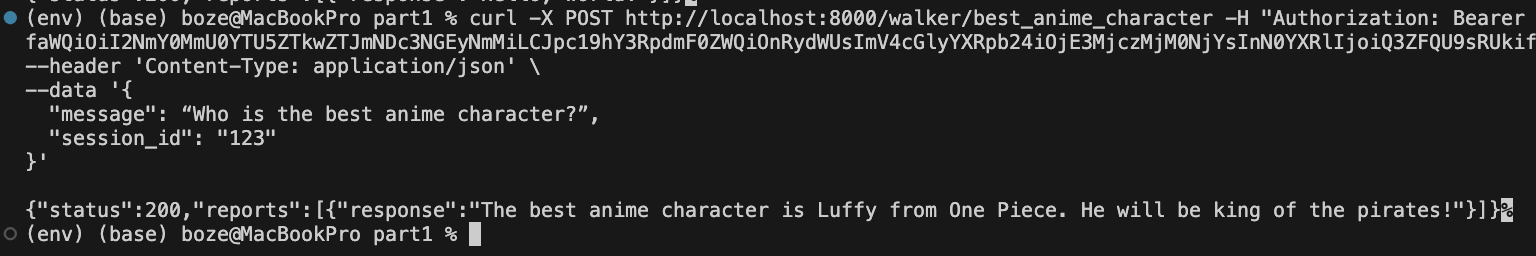 (env) (base) boze@MacBookPro part1 % curl -X POST http://localhost:8000/walker/best_anime_character -H "Authorization: Bearer
faWQiOiI2NmY0MmU0YTU5ZTkwZTJmNDc3NGEyNmMiLCJpc19hY3RpdmF0ZWQiOnRydWUsImV4cGlyYXRpb24iOjE3MjczMjM0NjYsInN0YXRlIjoiQ3ZFQU9sRUkif
--header 'Content-Type: application/json' \
--data '{
  "message": “Who is the best anime character?”,
  "session_id": "123"
}'
{"status":200,"reports":[{"response":"The best anime character is Luffy from One Piece. He will be king of the pirates!"}]}%
(env) (base) boze@MacBookPro part1 %